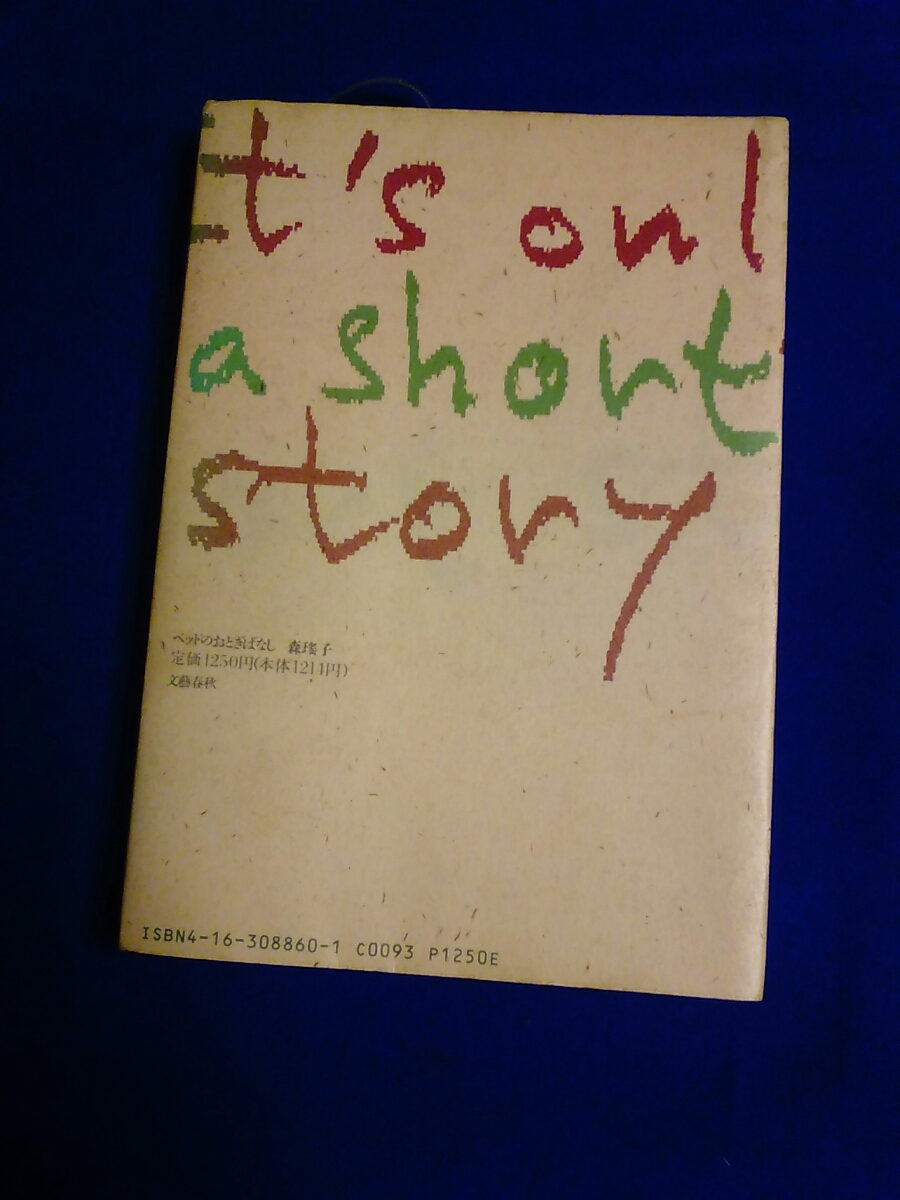 t's onl
a short
story
ベッドのおとぎばなし 森瑤子
定価1250円(本体1214円)
文藝春秋
ISBN4-16-308860-1 C0093 P1250E